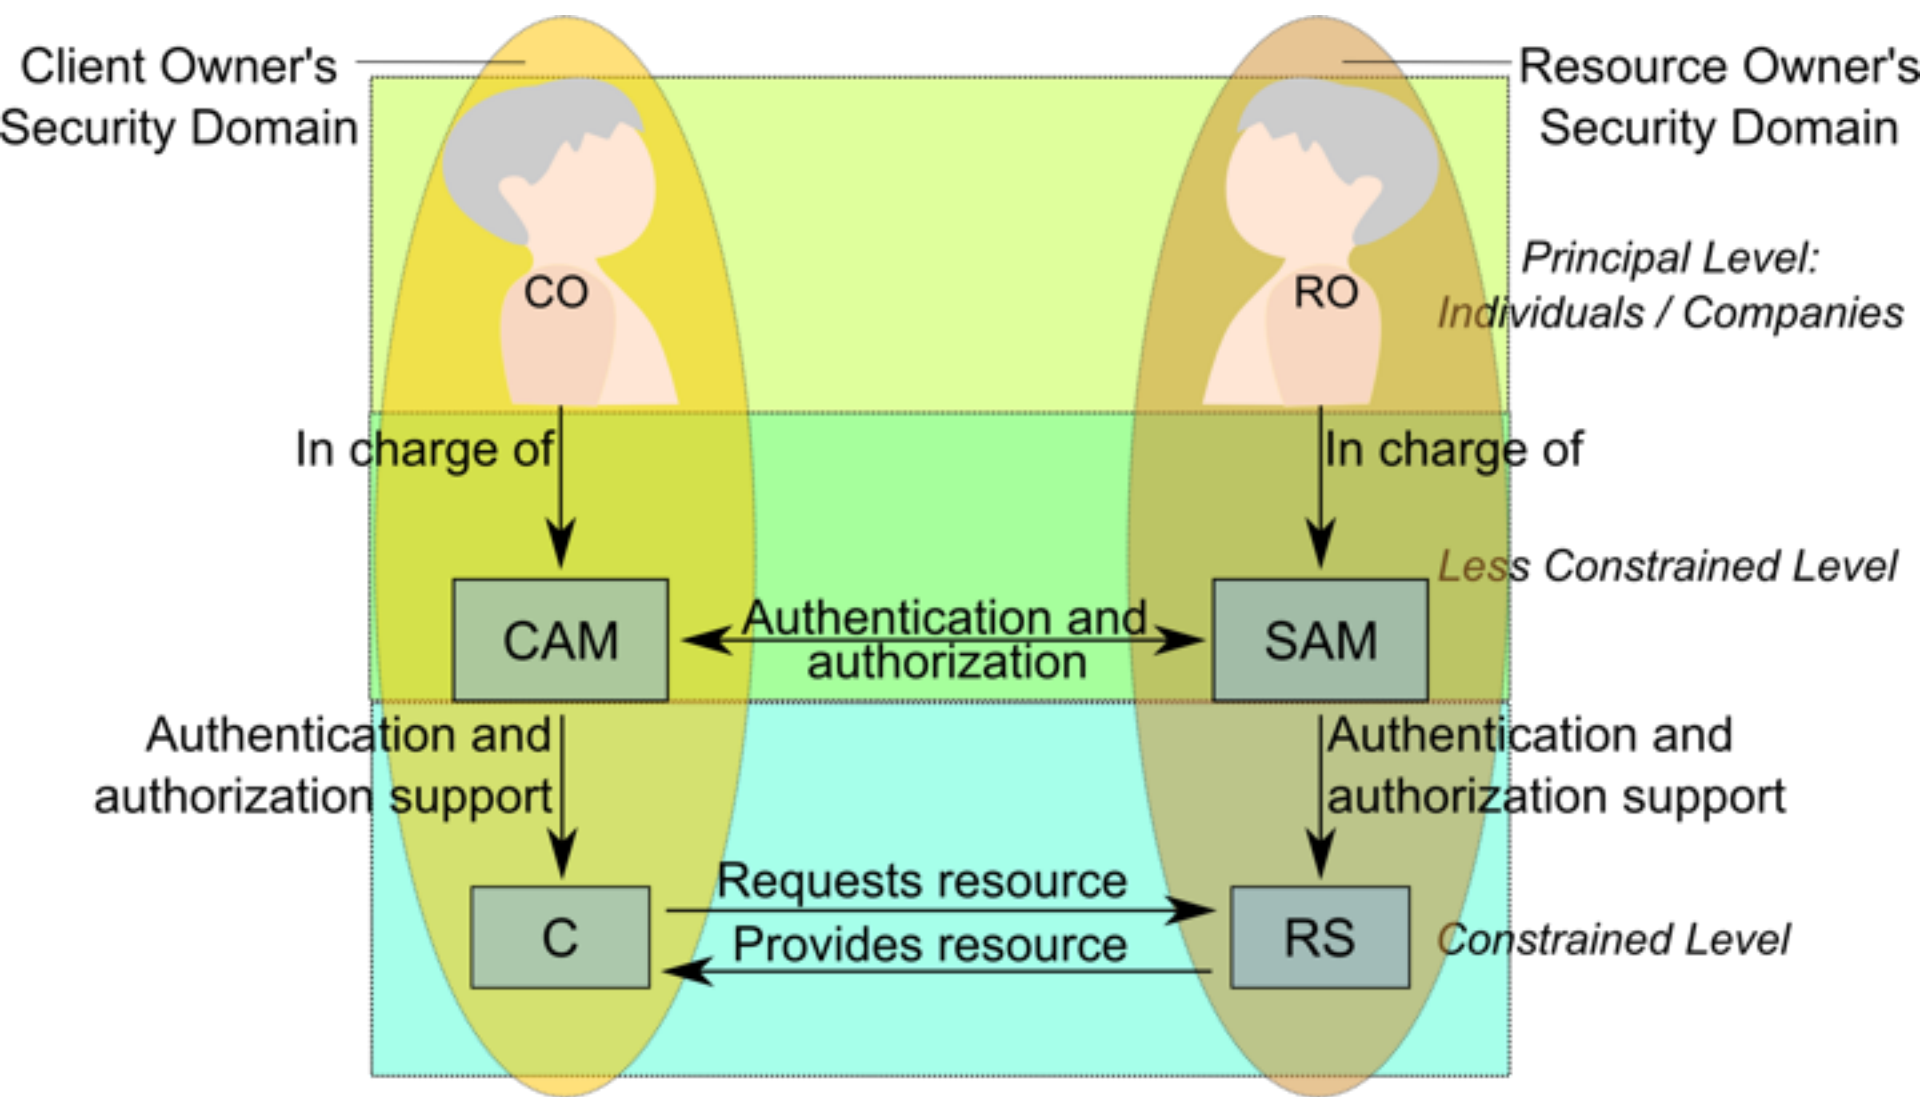 Client Owner's
Security Domain
Resource Owner's
Security Domain
CO
RO
Principal Level:
Individuals / Companies
In charge of
In charge of
Less Constrained Level
CAM
Authentication and
authorization
SAM
Authentication and
authorization support
Authentication and
authorization support
Requests resource
C
Provides resource
RS
Constrained Level